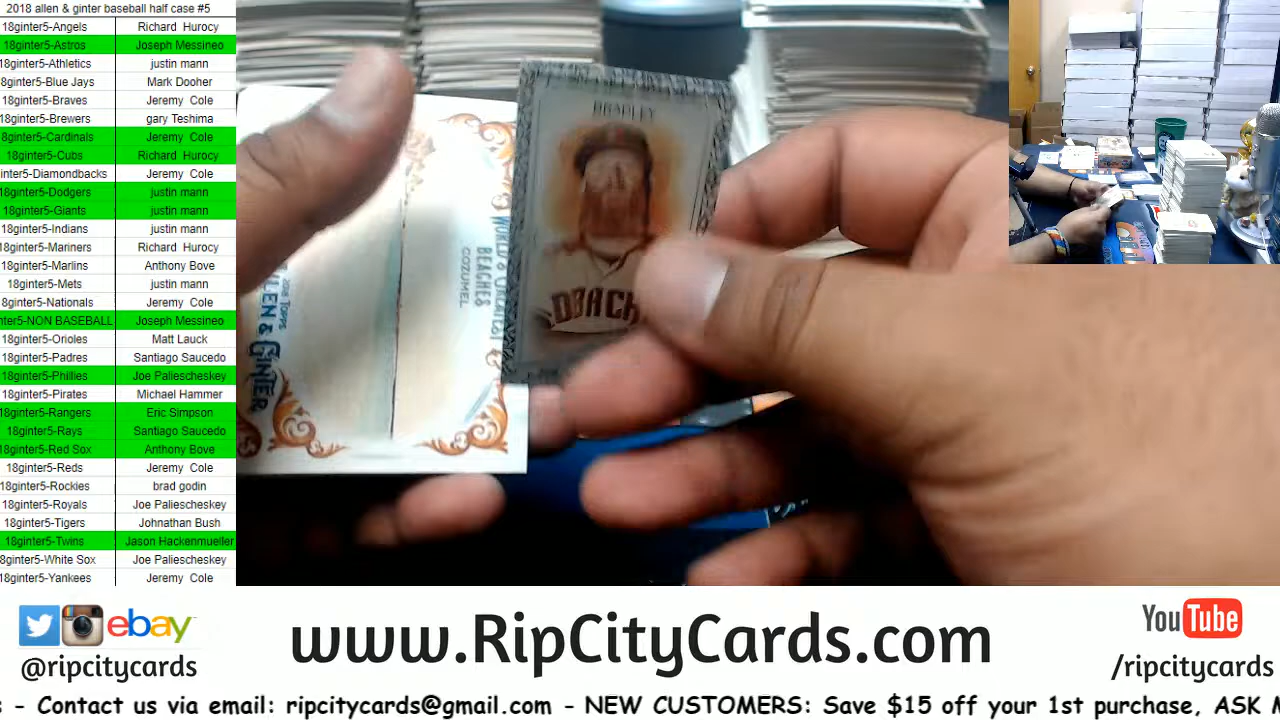 2018 allen & ginter baseball half case #5
18ginter5-Angels Richard Hurocy
18ginter5-Astros Joseph Messineo
18ginter5-Athletics justin mann
8ginter5-Blue Jays Mark Dooher
18ginter5-Braves Jeremy Cole
18ginter5-Brewers gary Teshima
8ginter5-Cardinals Jeremy Cole
18ginter5-Cubs Richard Hurocy
inter5-Diamondbacks Jeremy Cole
18ginter5-Dodgers justin mann
18ginter5-Giants justin mann
18ginter5-Indians justin mann
18ginter5-Mariners Richard Hurocy
18ginter5-Marlins Anthony Bove
18ginter5-Mets justin mann
8ginter5-Nationals Jeremy Cole
nter5-NON BASEBALL Joseph Messineo
18ginter5-Orioles Matt Lauck
18ginter5-Padres Santiago Saucedo
18ginter5-Phillies Joe Paliescheskey
18ginter5-Pirates Michael Hammer
18ginter5-Rangers Eric Simpson
18ginter5-Rays Santiago Saucedo
18ginter5-Red Sox Anthony Bove
18ginter5-Reds Jeremy Cole
18ginter5-Rockies brad godin
18ginter5-Royals Joe Paliescheskey
18ginter5-Tigers Johnathan Bush
18ginter5-Twins Jason Hackenmueller
8ginter5-White Sox Joe Paliescheskey
18ginter5-Yankees Jeremy Cole
BRADLEY
DBACK
WORLD'S GREATEST
BEACHES
COZUMEL
2018 TOPPS
LLEN & GINTER
ebay
@ripcitycards
www.RipCityCards.com
YouTube
/ripcitycards
s - Contact us via email: ripcitycards@gmail.com - NEW CUSTOMERS: Save $15 off your 1st purchase, ASK M